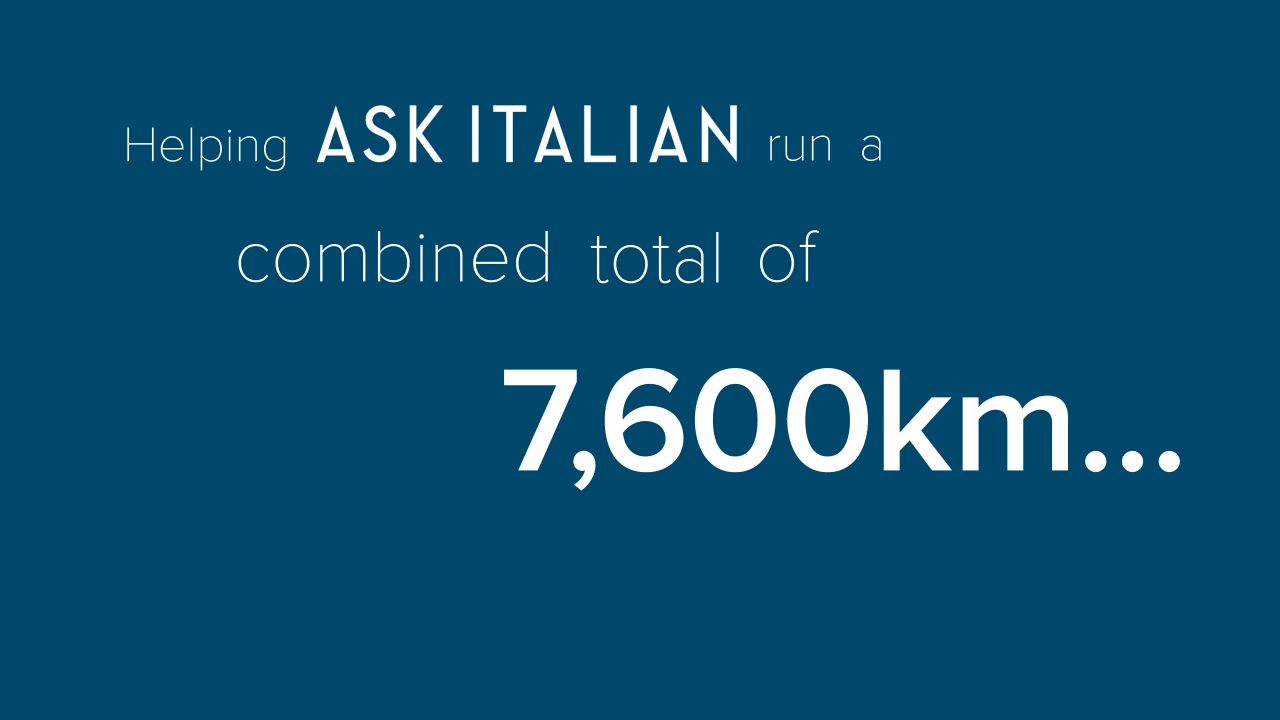 Helping ASK ITALIAN run a
combined total of
7,600km...